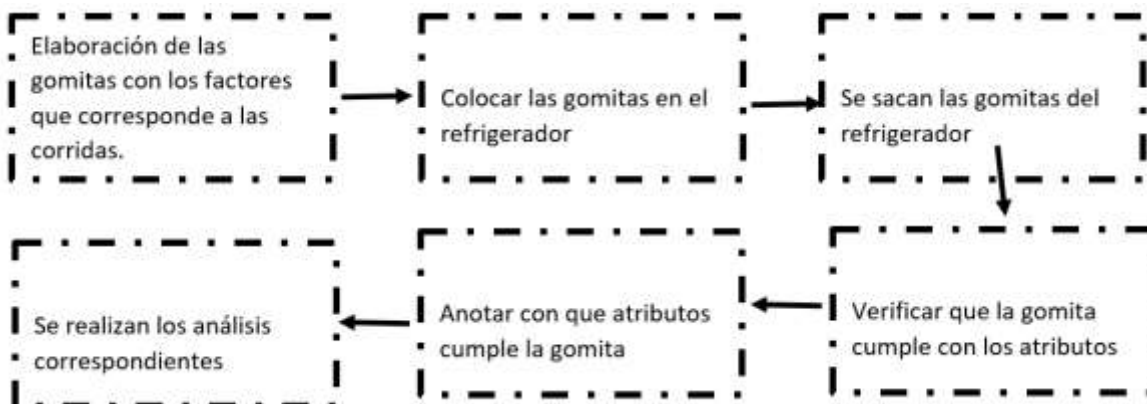 Elaboración de las
gomitas con los factores
que corresponde a las
corridas.
Colocar las gomitas en el
refrigerador
Se sacan las gomitas del
refrigerador
Verificar que la gomita
cumple con los atributos
Anotar con que atributos
cumple la gomita
Se realizan los análisis
correspondientes